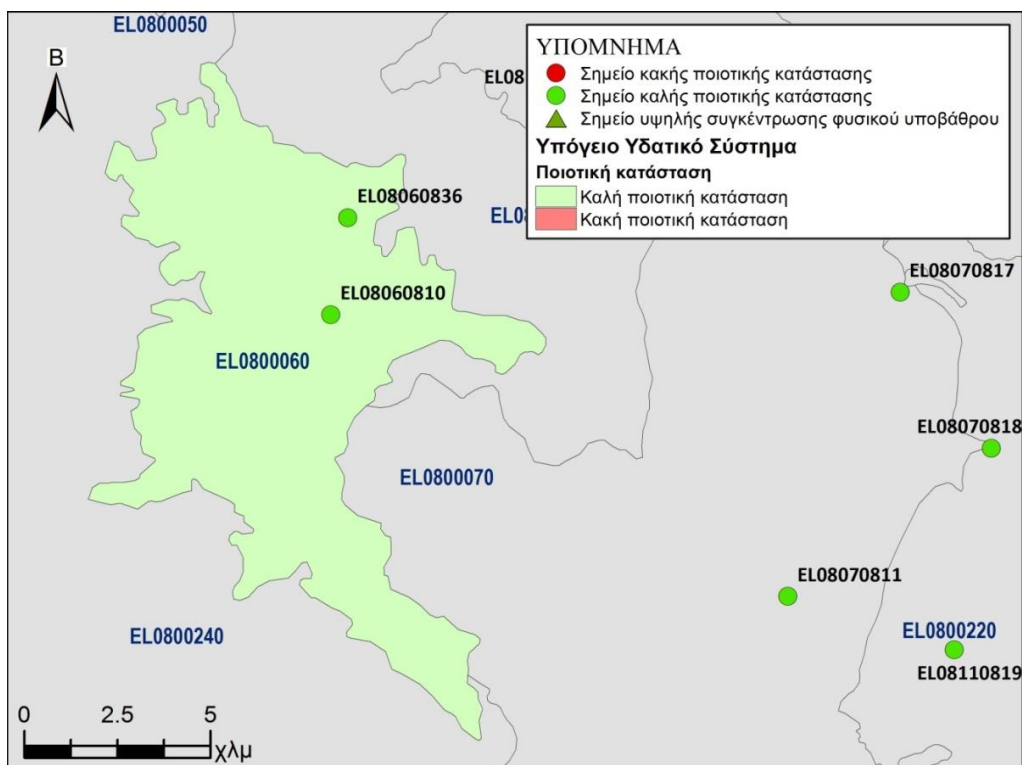 EL0800050
Β
EL08
ΥΠΟΜΝΗΜΑ
Σημείο κακής ποιοτικής κατάστασης
Σημείο καλής ποιοτικής κατάστασης
Σημείο υψηλής συγκέντρωσης φυσικού υποβάθρου
Υπόγειο Υδατικό Σύστημα
Ποιοτική κατάσταση
Καλή ποιοτική κατάσταση
Κακή ποιοτική κατάσταση
EL08060836
EL08
EL08070817
EL08060810
EL0800060
EL08070818
EL0800070
EL08070811
EL0800240
EL0800220
EL08110819
0 2.5 5
χλμ